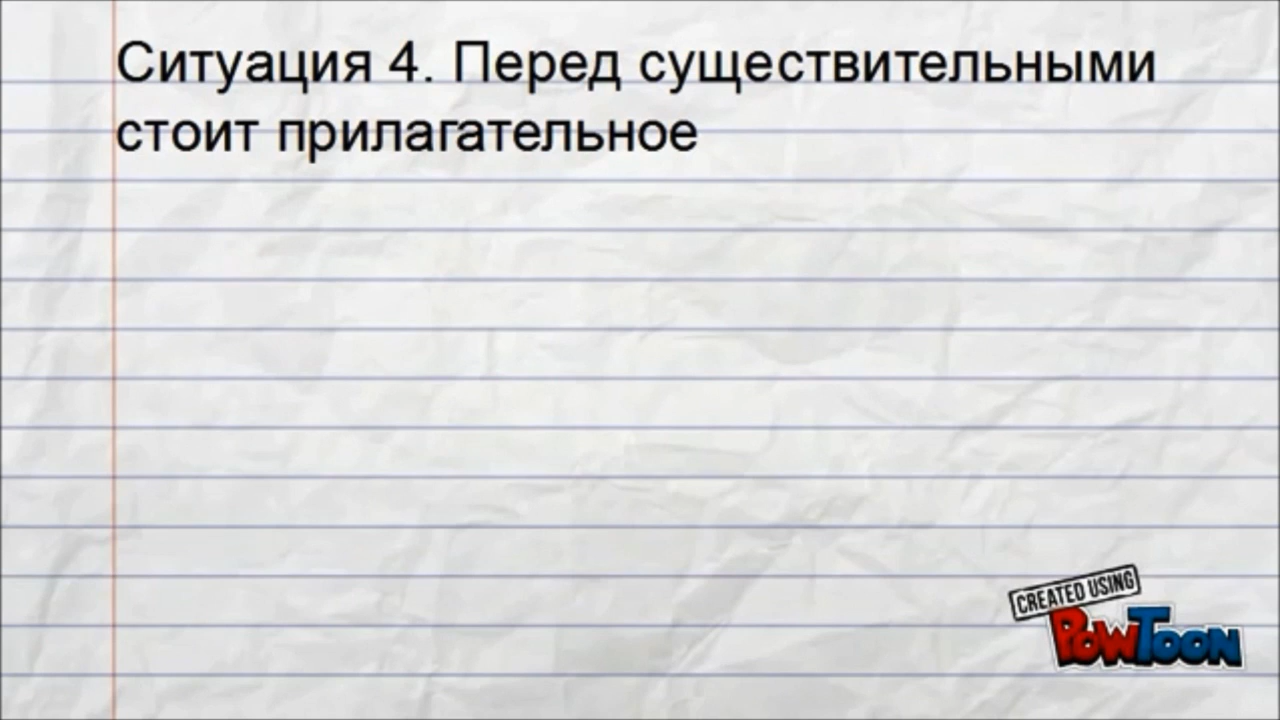 Ситуация 4. Перед существительными
стоит прилагательное
CREATED USING
POWTOON